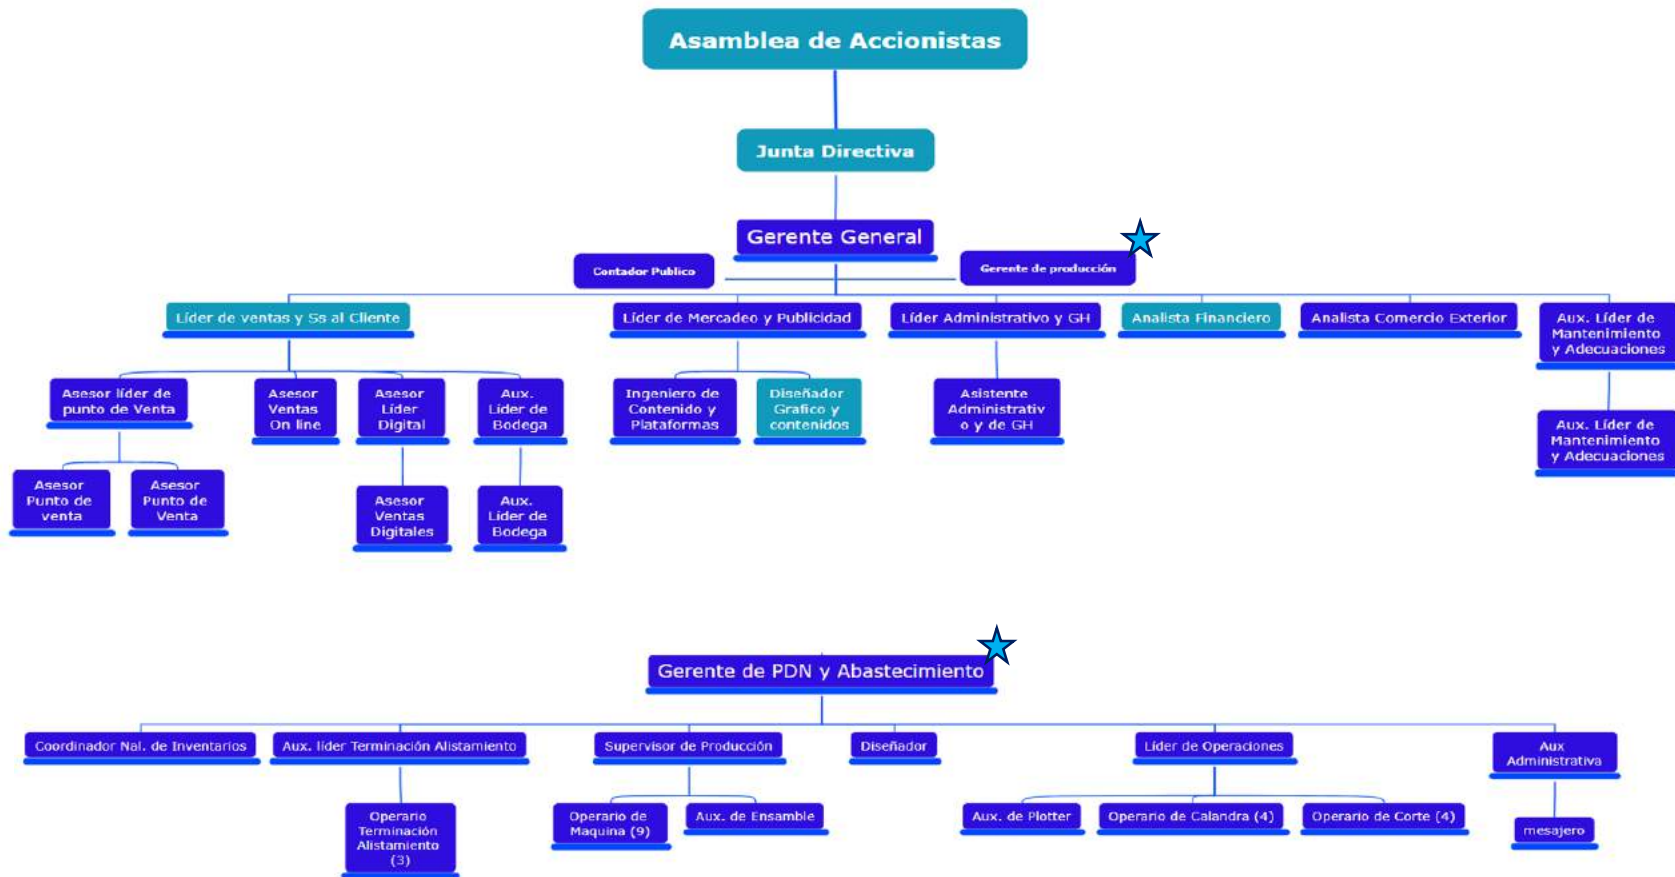 Asamblea de Accionistas
Junta Directiva
Gerente General
Contador Publico
Gerente de producción
Líder de ventas y Ss al Cliente
Líder de Mercadeo y Publicidad
Líder Administrativo y GH
Analista Financiero
Analista Comercio Exterior
Aux. Líder de
Mantenimiento
y Adecuaciones
Asesor líder de
punto de Venta
Asesor
Ventas
On line
Asesor
Líder
Digital
Aux.
Líder de
Bodega
Ingeniero de
Contenido y
Plataformas
Diseñador
Grafico y
contenidos
Asistente
Administrativ
o y de GH
Aux. Líder de
Mantenimiento
y Adecuaciones
Asesor
Punto de
venta
Asesor
Punto de
Venta
Asesor
Ventas
Digitales
Aux.
Líder de
Bodega
Gerente de PDN y Abastecimiento
Coordinador Nal. de Inventarios
Aux. líder Terminación Alistamiento
Supervisor de Producción
Diseñador
Líder de Operaciones
Aux
Administrativa
Operario
Terminación
Alistamiento
(3)
Operario de
Maquina (9)
Aux. de Ensamble
Aux. de Plotter
Operario de Calandra (4)
Operario de Corte (4)
mesajero